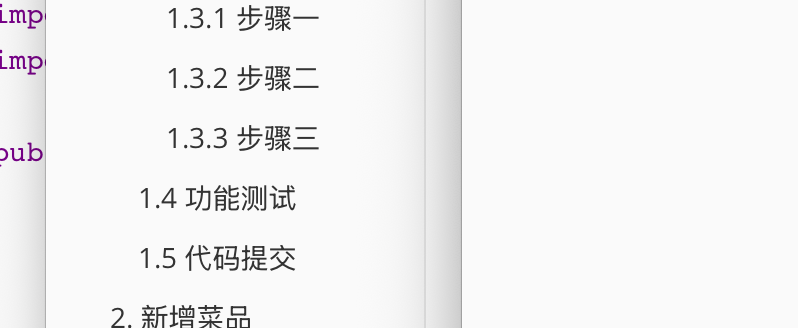 1.3.1 步骤一
1.3.2 步骤二
1.3.3 步骤三
1.4 功能测试
1.5 代码提交
2. 新增菜品